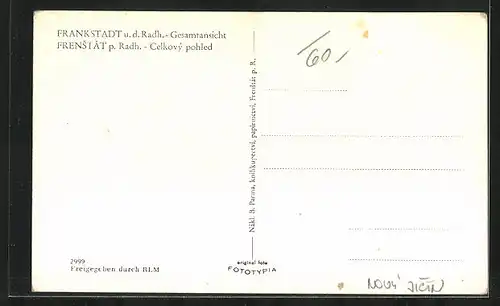 FRANKSTADT u. d. Radh. - Gesamtansicht
FRENŠTÁT p. Radh. - Celkový pohled
60,-
Nákl. B. Parma, knihkupectví, papírnictví, Frenštát p. R.
2999
Freigegeben durch RLM
original foto
FOTOTYPIA
NOVÝ JIČÍN